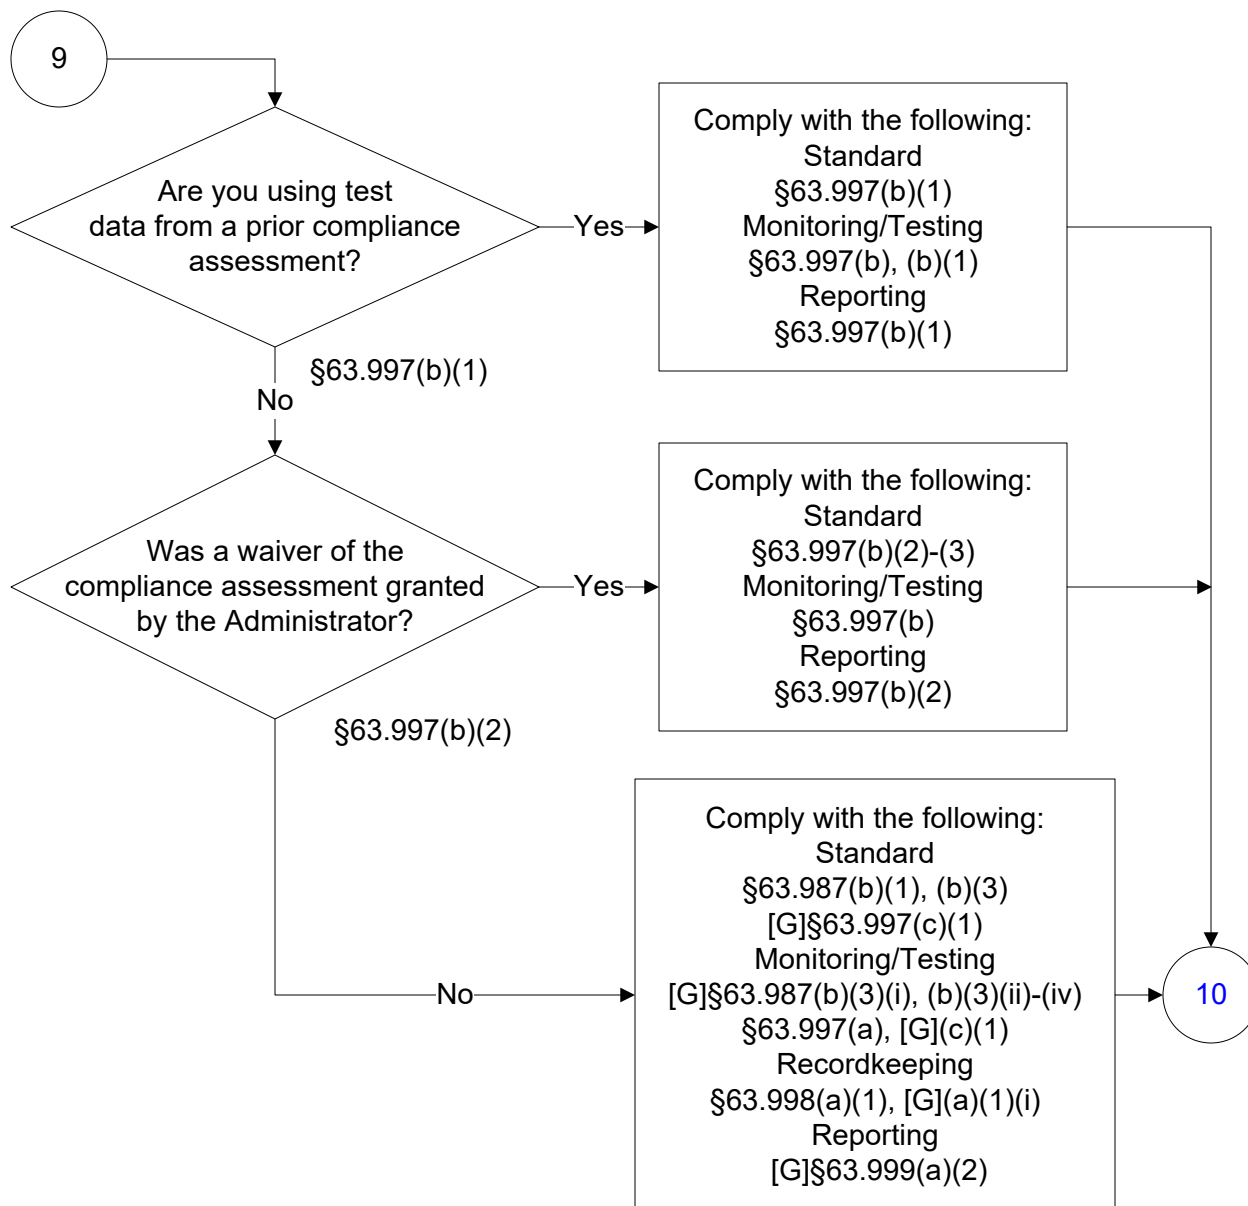 9
Are you using test
data from a prior compliance
assessment?
Yes
Comply with the following:
Standard
§63.997(b)(1)
Monitoring/Testing
§63.997(b), (b)(1)
Reporting
§63.997(b)(1)
§63.997(b)(1)
No
Was a waiver of the
compliance assessment granted
by the Administrator?
Yes
Comply with the following:
Standard
§63.997(b)(2)-(3)
Monitoring/Testing
§63.997(b)
Reporting
§63.997(b)(2)
§63.997(b)(2)
No
Comply with the following:
Standard
§63.987(b)(1), (b)(3)
[G]§63.997(c)(1)
Monitoring/Testing
[G]§63.987(b)(3)(i), (b)(3)(ii)-(iv)
§63.997(a), [G](c)(1)
Recordkeeping
§63.998(a)(1), [G](a)(1)(i)
Reporting
[G]§63.999(a)(2)
10